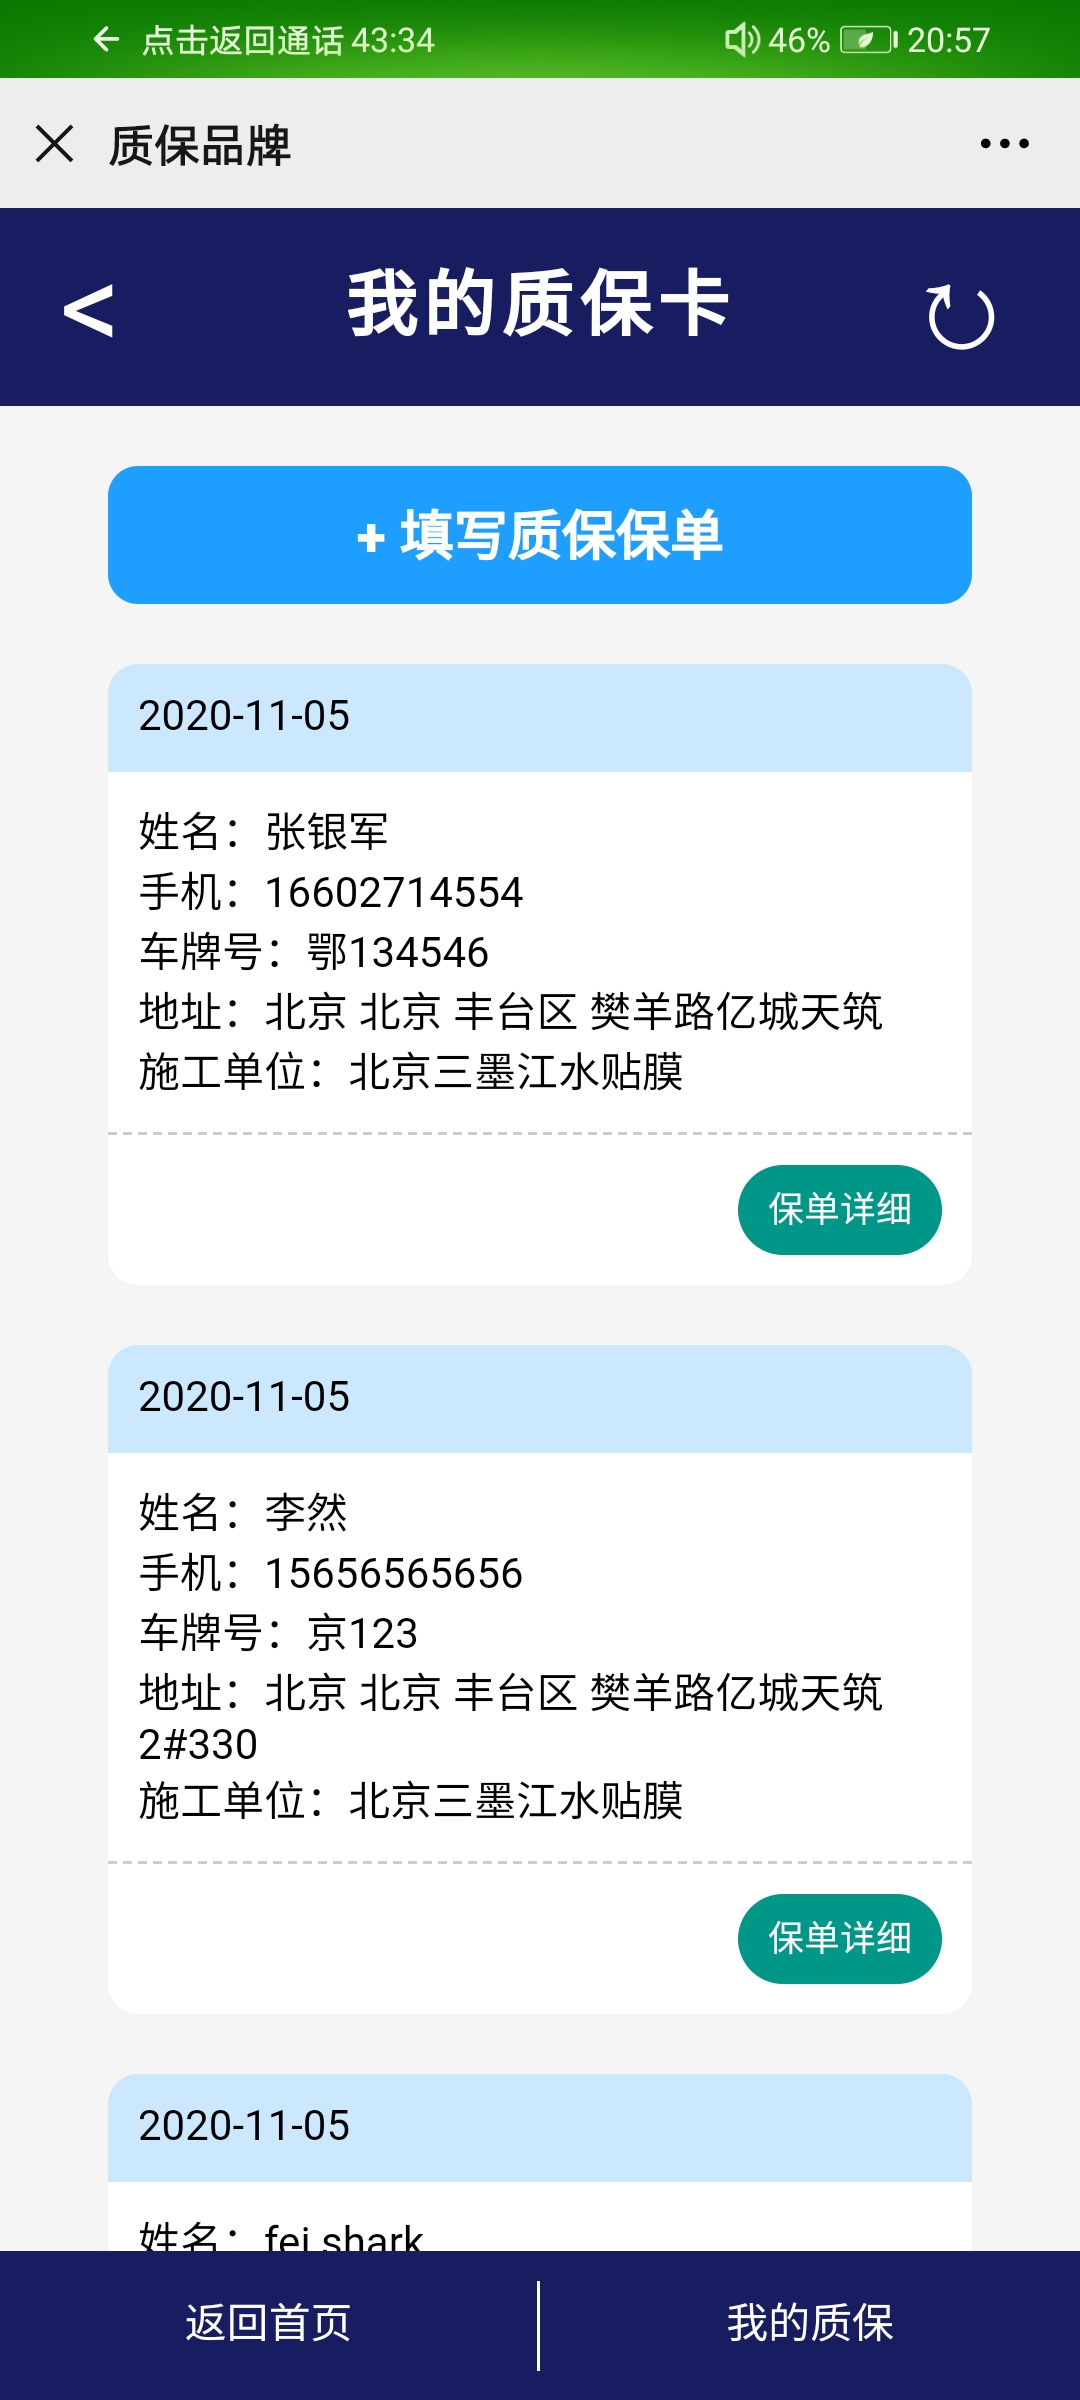 点击返回通话 43:34 46% 20:57
质保品牌
< 我的质保卡
+ 填写质保保单
2020-11-05
姓名：张银军
手机：16602714554
车牌号：鄂134546
地址：北京 北京 丰台区 樊羊路亿城天筑
施工单位：北京三墨江水贴膜
保单详细
2020-11-05
姓名：李然
手机：15656565656
车牌号：京123
地址：北京 北京 丰台区 樊羊路亿城天筑
2#330
施工单位：北京三墨江水贴膜
保单详细
2020-11-05
姓名：fei shark
返回首页 我的质保